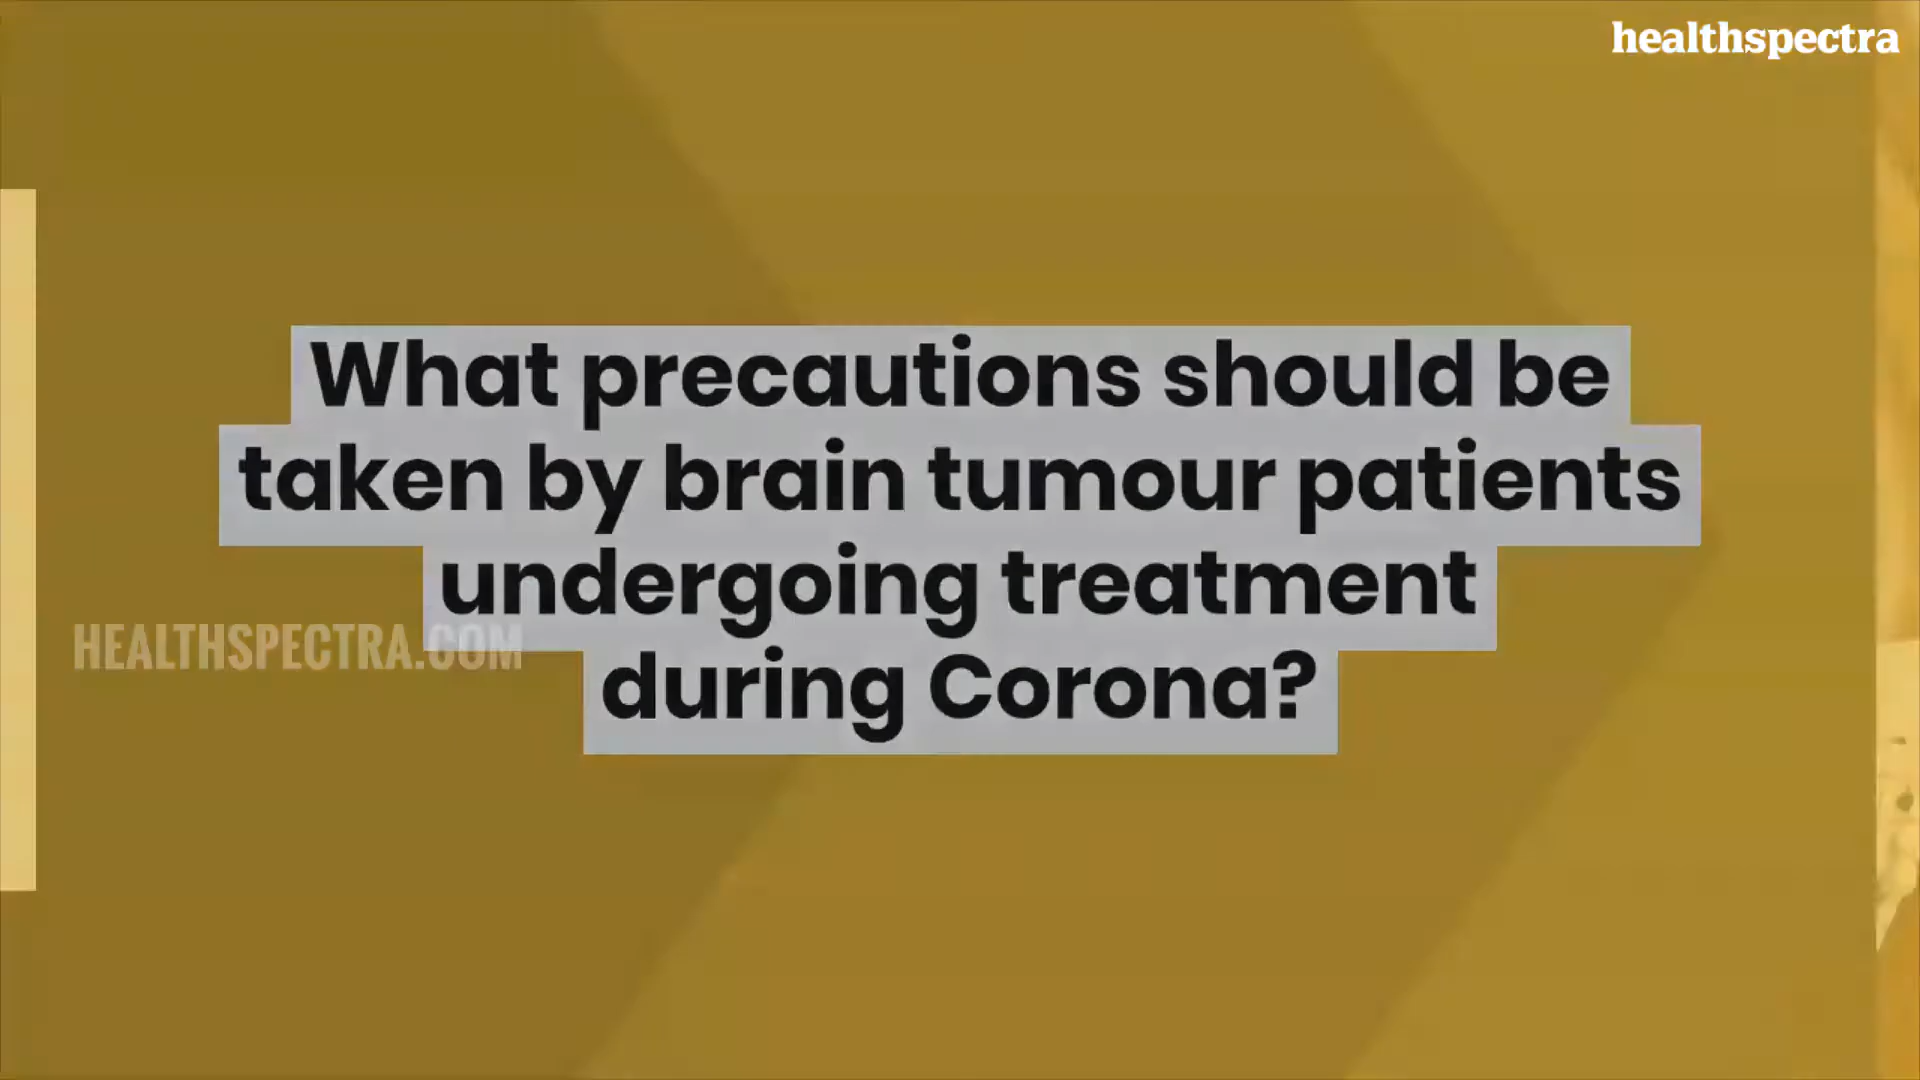 healthspectra
What precautions should be
taken by brain tumour patients
undergoing treatment
HEALTHSPECTRA.COM
during Corona?